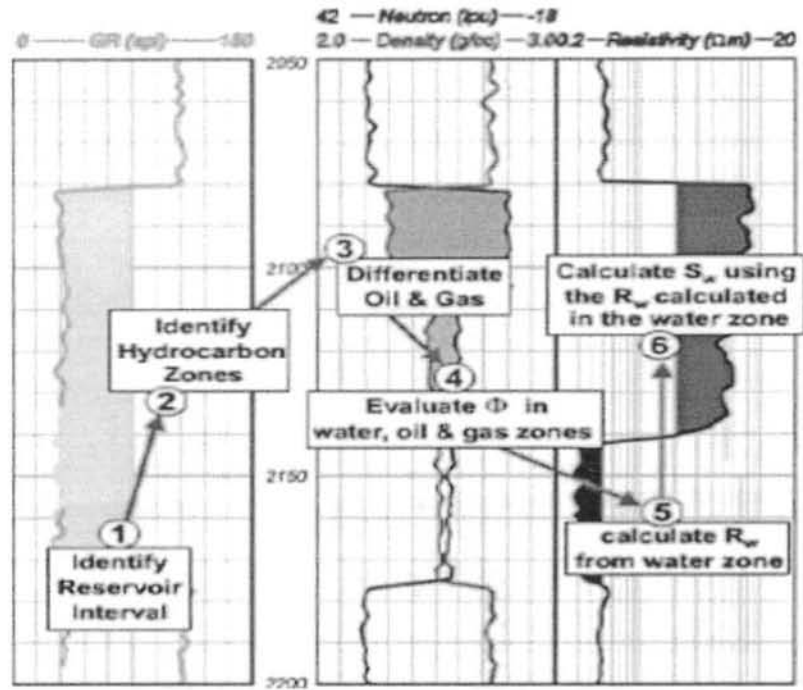 42 — Neutron (lpu) — -18
0 — GR (api) — 150
2.0 — Density (g/cc) — 3.0
0.2 — Resistivity (Ωm) — 20
2050
3
2100
Differentiate
Oil & Gas
Calculate Sw using
the Rw calculated
in the water zone
6
Identify
Hydrocarbon
Zones
2
4
Evaluate Φ in
water, oil & gas zones
2150
1
Identify
Reservoir
Interval
5
calculate Rw
from water zone
2200